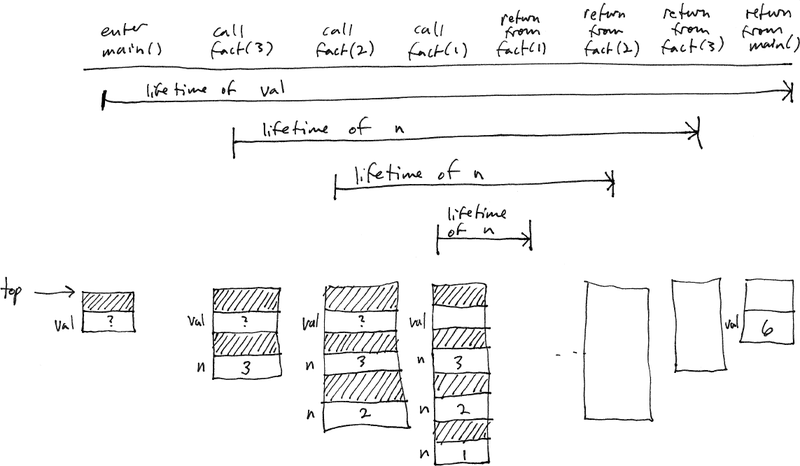 enter
main()
call
fact(3)
call
fact(2)
call
fact(1)
return
from
fact(1)
return
from
fact(2)
return
from
fact(3)
return
from
main()
lifetime of val
lifetime of n
lifetime of n
lifetime
of n
top
val ?
val ?
n 3
val ?
n 3
n 2
val
n 3
n 2
n 1
val 6